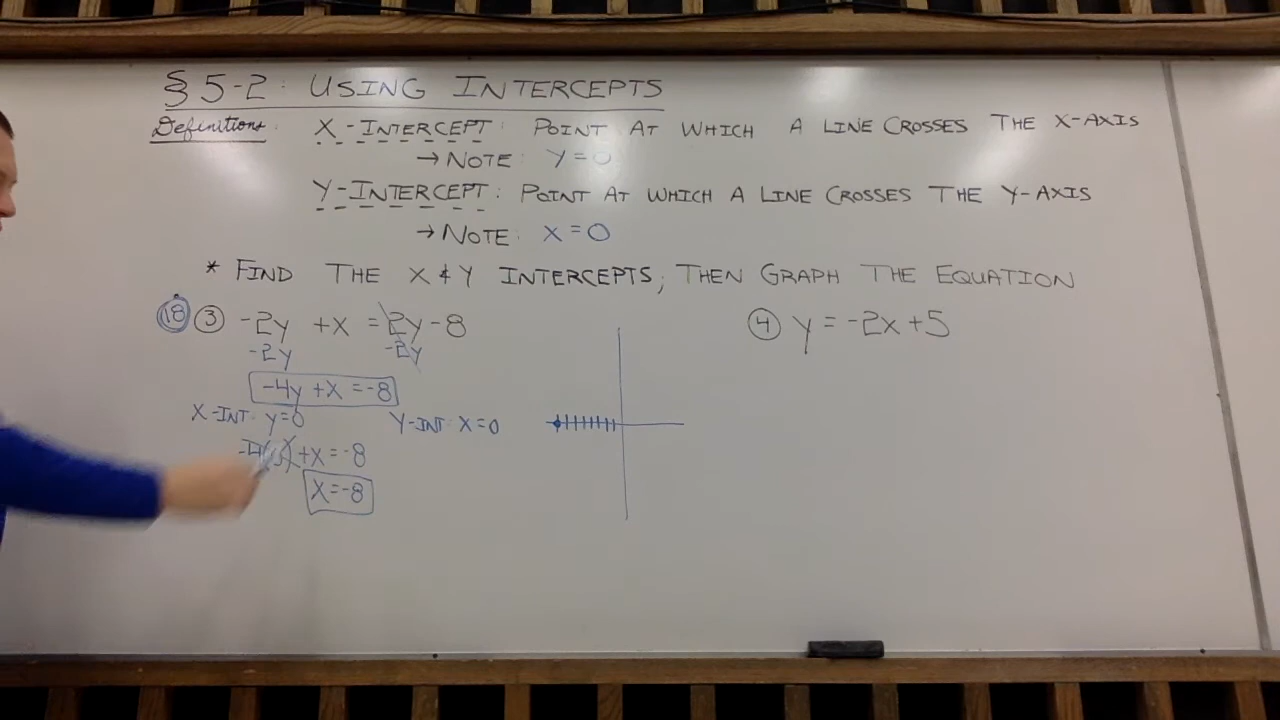 § 5-2: USING INTERCEPTS
Definitions: X-INTERCEPT: POINT AT WHICH A LINE CROSSES THE X-AXIS
→ NOTE: y=0
Y-INTERCEPT: POINT AT WHICH A LINE CROSSES THE Y-AXIS
→ NOTE: X=0
* FIND THE X & Y INTERCEPTS, THEN GRAPH THE EQUATION
18 3 -2y +x = 2y-8
-2y -2y
-4y +x = -8
X-INT: y=0
+x = -8
x=-8
Y-INT: X=0
4 y = -2x+5